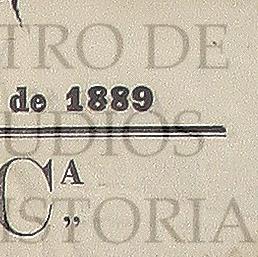 TRO DE
de 1889
UDIOS
Cª
”
ISTORIA